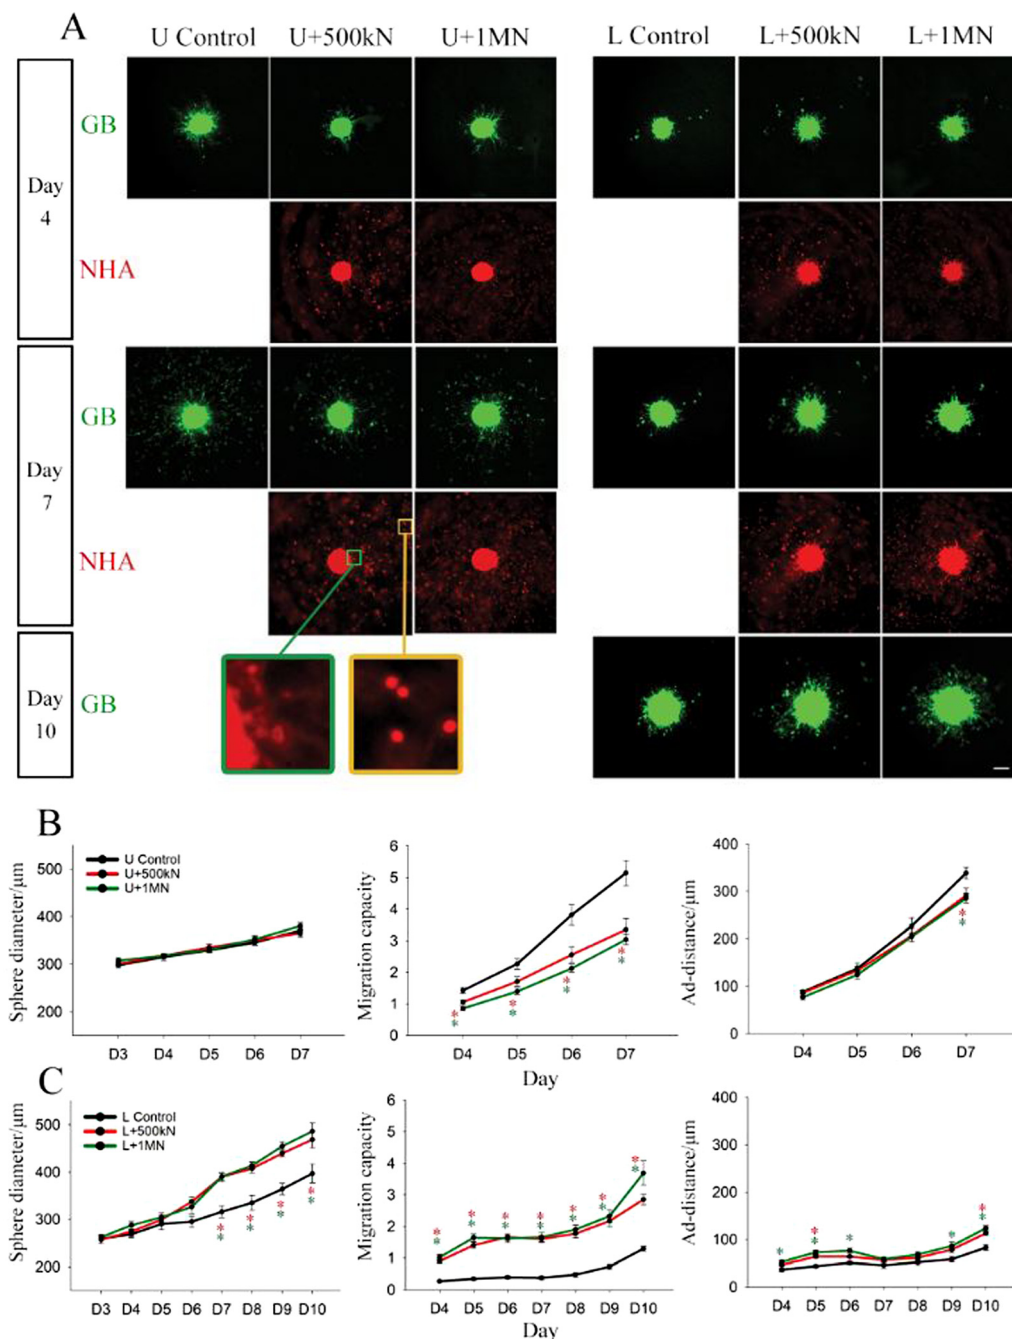 A
U Control U+500kN U+1MN L Control L+500kN L+1MN
Day
4
GB
NHA
Day
7
GB
NHA
Day
10
GB
B
Sphere diameter/μm
500
400
300
200
U Control
U+500kN
U+1MN
D3 D4 D5 D6 D7
Migration capacity
6
5
4
3
2
1
0
* * * *
* * * *
D4 D5 D6 D7
Day
Ad-distance/μm
400
300
200
100
0
*
*
D4 D5 D6 D7
C
Sphere diameter/μm
500
400
300
200
L Control
L+500kN
L+1MN
* * * *
* * * *
D3 D4 D5 D6 D7 D8 D9 D10
Migration capacity
6
5
4
3
2
1
0
* * * * * * *
* * * * * * *
D4 D5 D6 D7 D8 D9 D10
Day
Ad-distance/μm
400
300
200
100
0
* *
* * * * *
D4 D5 D6 D7 D8 D9 D10